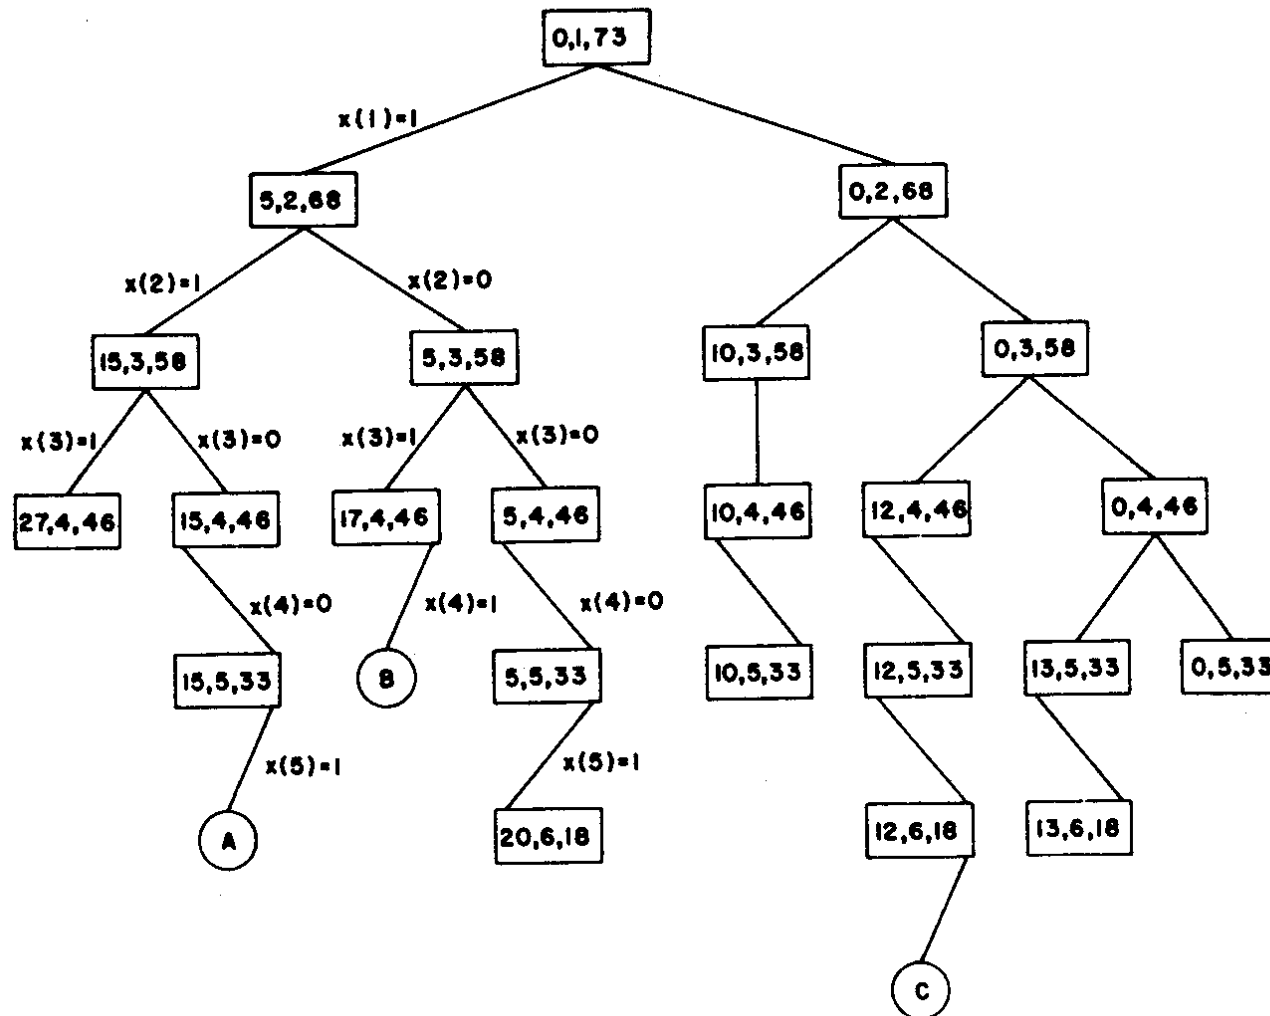 0,1,73
x(1)=1
5,2,68
0,2,68
x(2)=1
x(2)=0
15,3,58
5,3,58
10,3,58
0,3,58
x(3)=1
x(3)=0
x(3)=1
x(3)=0
27,4,46
15,4,46
17,4,46
5,4,46
10,4,46
12,4,46
0,4,46
x(4)=0
x(4)=1
x(4)=0
15,5,33
B
5,5,33
10,5,33
12,5,33
13,5,33
0,5,33
x(5)=1
x(5)=1
A
20,6,18
12,6,18
13,6,18
C